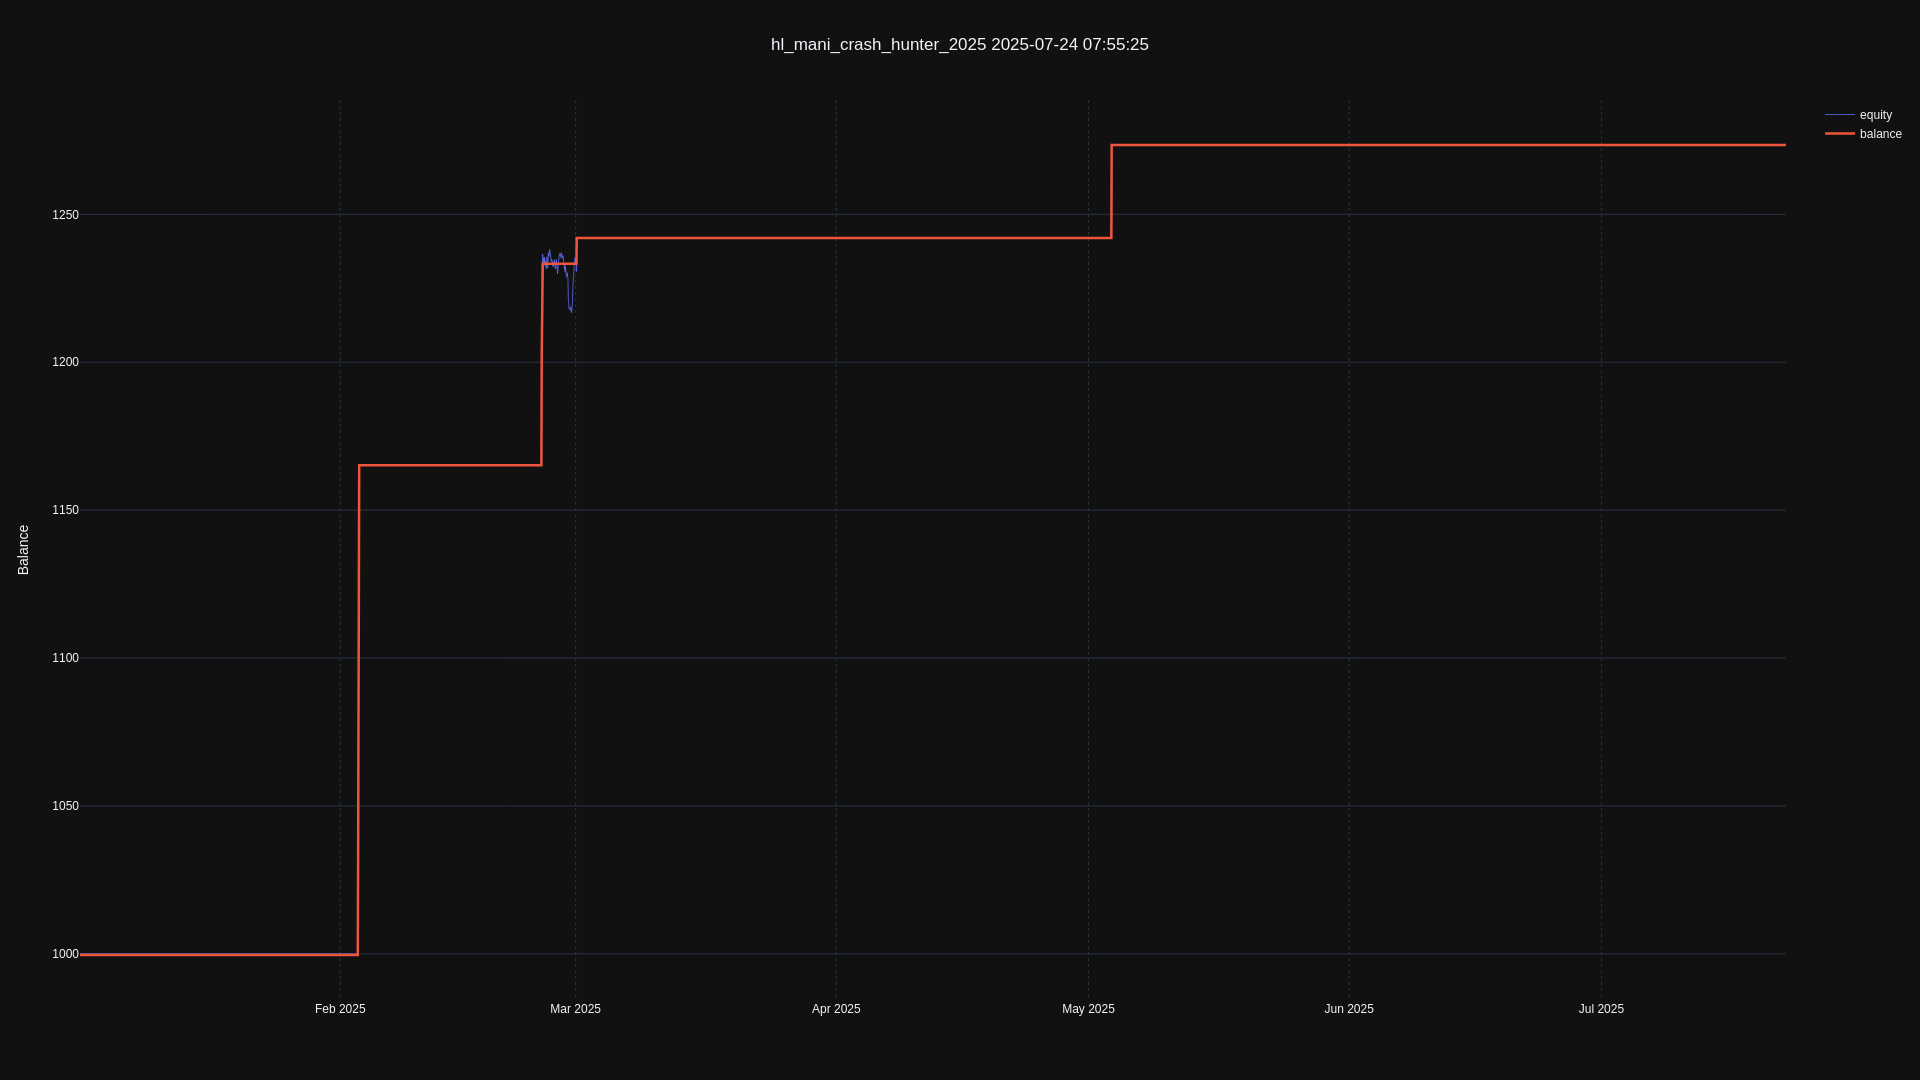 hl_mani_crash_hunter_2025 2025-07-24 07:55:25
equity
balance
1250
1200
1150
1100
1050
1000
Balance
Feb 2025
Mar 2025
Apr 2025
May 2025
Jun 2025
Jul 2025